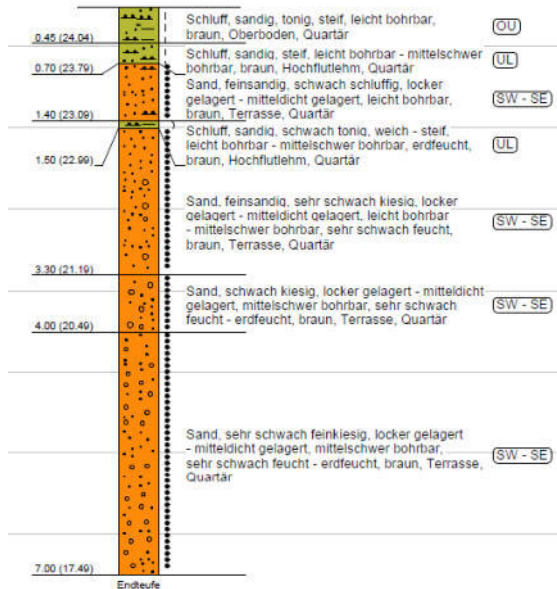 Schluff, sandig, tonig, steif, leicht bohrbar,
braun, Oberboden, Quartär
OU
0.45 (24.04)
Schluff, sandig, steif, leicht bohrbar - mittelschwer
bohrbar, braun, Hochflutlehm, Quartär
UL
0.70 (23.79)
Sand, feinsandig, schwach schluffig, locker
gelagert - mitteldicht gelagert, leicht bohrbar,
braun, Terrasse, Quartär
SW - SE
1.40 (23.09)
Schluff, sandig, schwach tonig, weich - steif,
leicht bohrbar - mittelschwer bohrbar, erdfeucht,
braun, Hochflutlehm, Quartär
UL
1.50 (22.99)
Sand, feinsandig, sehr schwach kiesig, locker
gelagert - mitteldicht gelagert, leicht bohrbar
- mittelschwer bohrbar, sehr schwach feucht,
braun, Terrasse, Quartär
SW - SE
3.30 (21.19)
Sand, schwach kiesig, locker gelagert - mitteldicht
gelagert, mittelschwer bohrbar, sehr schwach
feucht - erdfeucht, braun, Terrasse, Quartär
SW - SE
4.00 (20.49)
Sand, sehr schwach feinkiesig, locker gelagert
- mitteldicht gelagert, mittelschwer bohrbar,
sehr schwach feucht - erdfeucht, braun, Terrasse,
Quartär
SW - SE
7.00 (17.49)
Endteufe